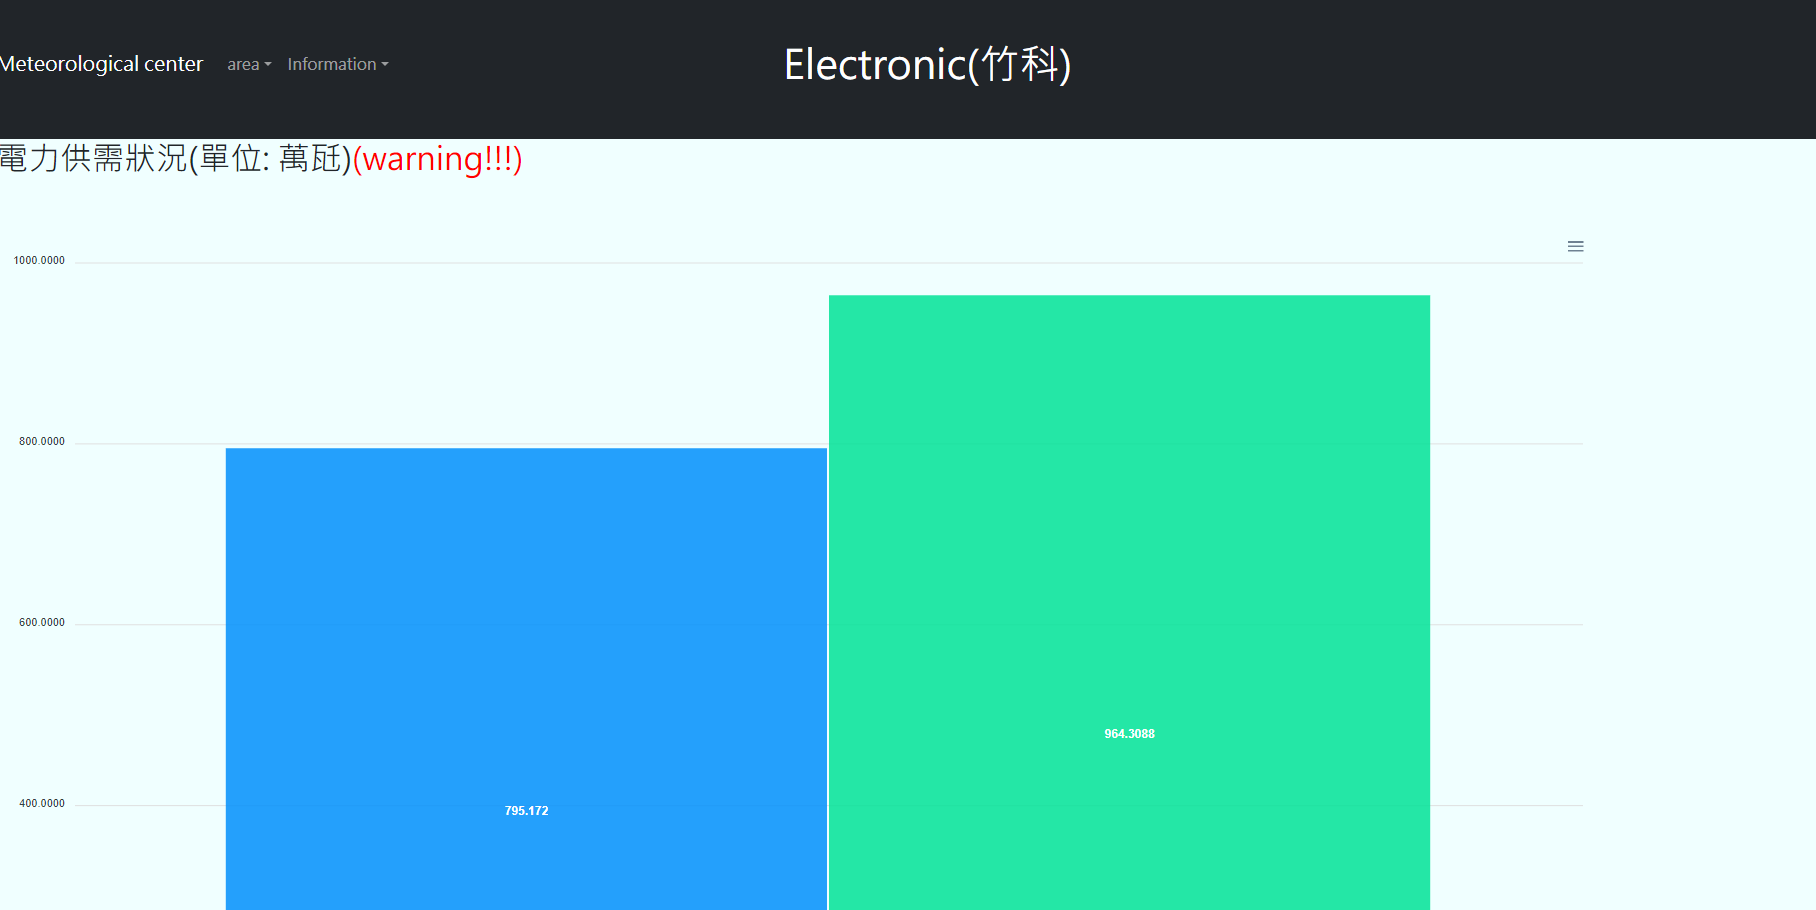 Meteorological center area Information
Electronic(竹科)
電力供需狀況(單位: 萬瓩)(warning!!!)
1000.0000
800.0000
600.0000
400.0000
795.172
964.3088